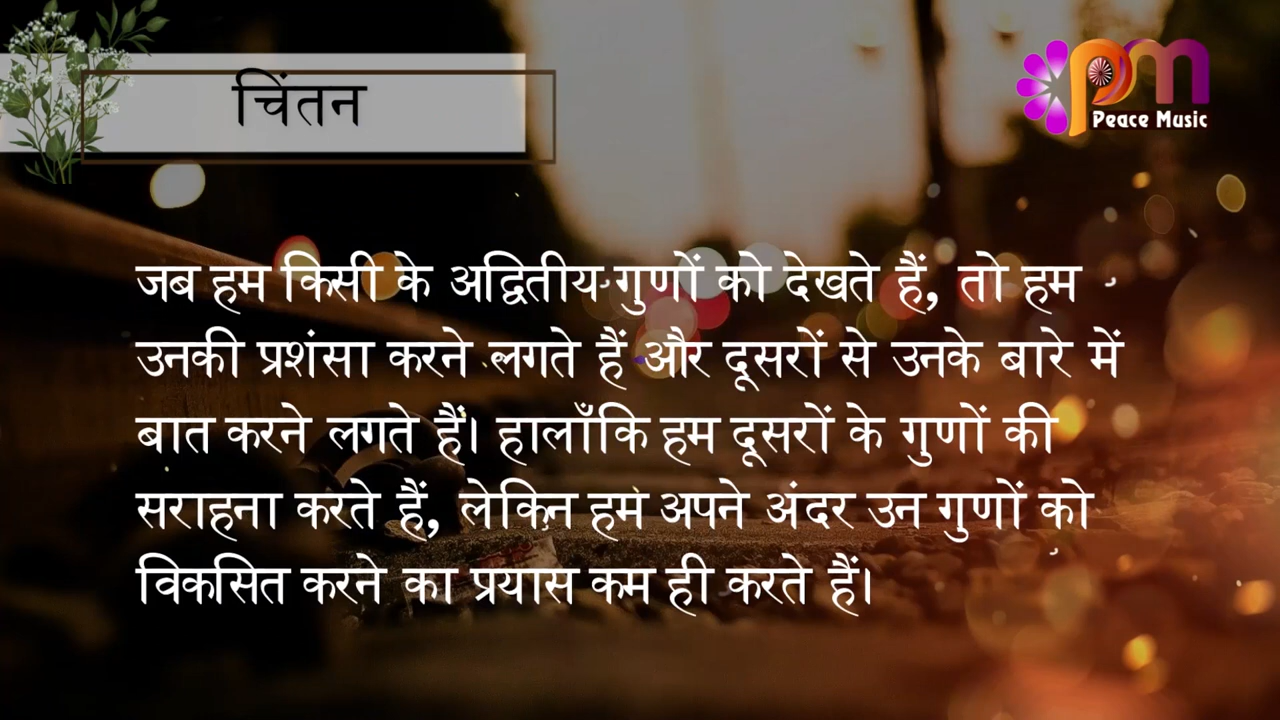 चिंतन
pm
Peace Music
जब हम किसी के अद्वितीय गुणों को देखते हैं, तो हम
उनकी प्रशंसा करने लगते हैं और दूसरों से उनके बारे में
बात करने लगते हैं। हालाँकि हम दूसरों के गुणों की
सराहना करते हैं, लेकिन हम अपने अंदर उन गुणों को
विकसित करने का प्रयास कम ही करते हैं।